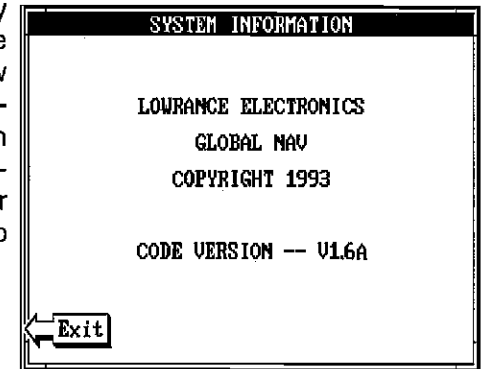 SYSTEM INFORMATION
LOWRANCE ELECTRONICS
GLOBAL NAV
COPYRIGHT 1993
CODE VERSION -- V1.6A
Exit